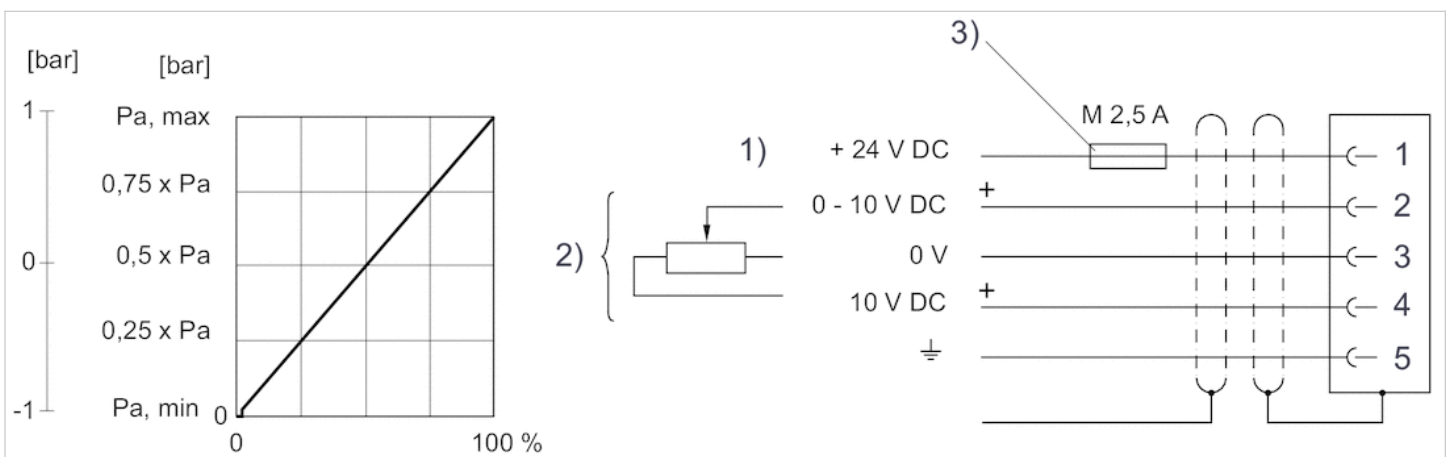 [bar]
[bar]
1
0
-1
Pa, max
0,75 x Pa
0,5 x Pa
0,25 x Pa
Pa, min
0
0
100 %
3)
M 2,5 A
1)
+ 24 V DC
1
0 - 10 V DC
+
2
2)
0 V
3
10 V DC
+
4
5